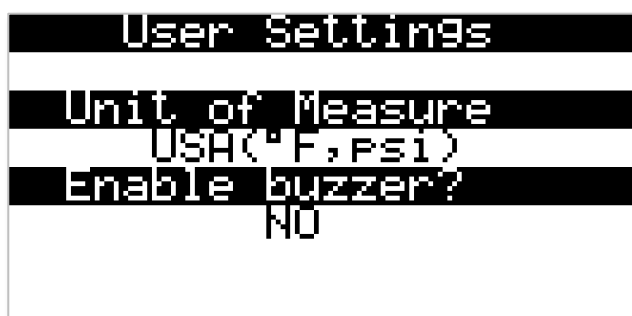 User Settings
Unit of Measure
USA(°F,psi)
Enable buzzer?
NO